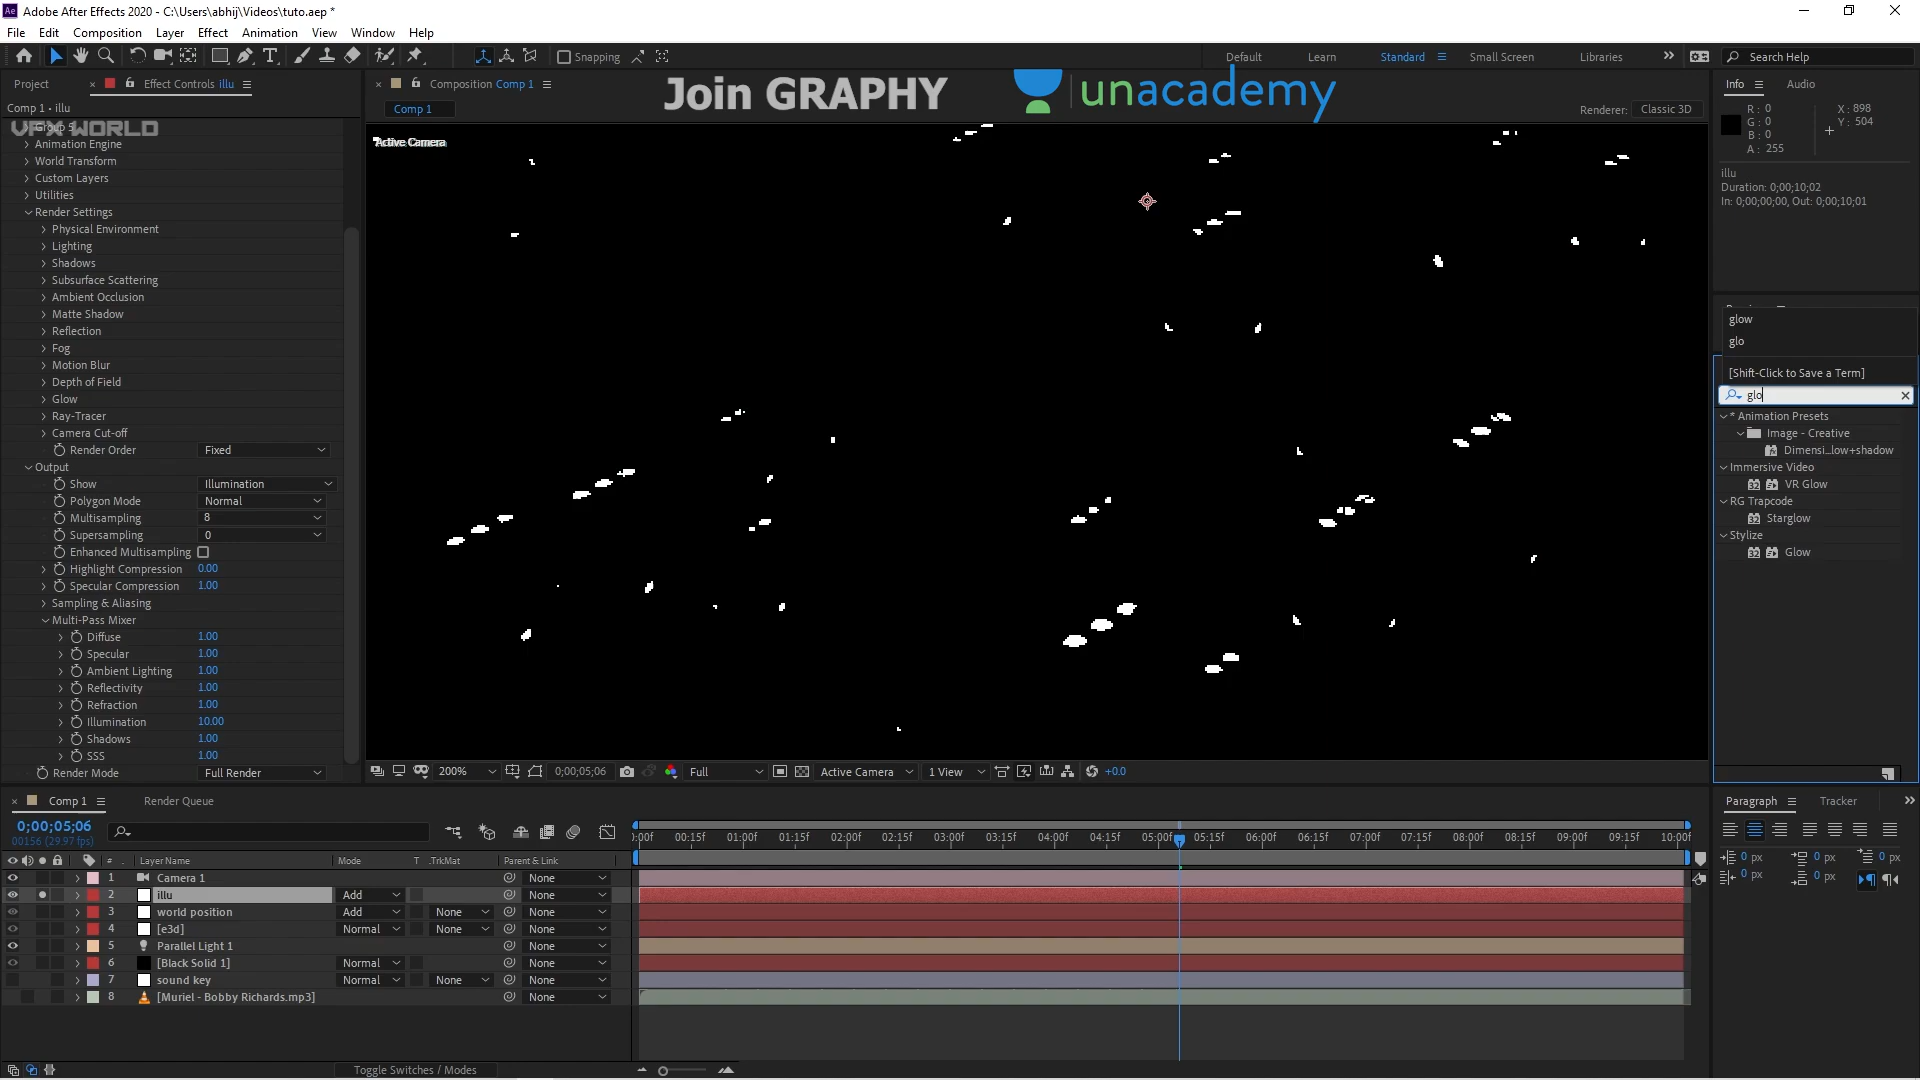 Adobe After Effects 2020 - C:\Users\abhij\Videos\tuto.aep *
File Edit Composition Layer Effect Animation View Window Help
Snapping
Default Learn Standard Small Screen Libraries Search Help
Project Effect Controls illu Composition Comp 1
Join GRAPHY unacademy
Info Audio
Comp 1 • illu
Comp 1
Renderer: Classic 3D
R: 0
G: 0
B: 0
A: 255
X: 898
Y: 504
VFX WORLD
Group 5
Active Camera
Animation Engine
World Transform
Custom Layers
Utilities
Render Settings
Physical Environment
Lighting
Shadows
Subsurface Scattering
Ambient Occlusion
Matte Shadow
Reflection
Fog
Motion Blur
Depth of Field
Glow
Ray-Tracer
Camera Cut-off
Render Order Fixed
Output
Show Illumination
Polygon Mode Normal
Multisampling 8
Supersampling 0
Enhanced Multisampling
Highlight Compression 0.00
Specular Compression 1.00
Sampling & Aliasing
Multi-Pass Mixer
Diffuse 1.00
Specular 1.00
Ambient Lighting 1.00
Reflectivity 1.00
Refraction 1.00
Illumination 10.00
Shadows 1.00
SSS 1.00
Render Mode Full Render
illu
Duration: 0;00;10;02
In: 0;00;00;00, Out: 0;00;10;01
glow
glo
[Shift-Click to Save a Term]
glo
* Animation Presets
Image - Creative
Dimensi...low+shadow
Immersive Video
32 VR Glow
RG Trapcode
32 Starglow
Stylize
32 Glow
200% 0;00;05;06 Full Active Camera 1 View +0.0
Comp 1 Render Queue
0;00;05;06
00156 (29.97 fps)
):00f 00:15f 01:00f 01:15f 02:00f 02:15f 03:00f 03:15f 04:00f 04:15f 05:00f 05:15f 06:00f 06:15f 07:00f 07:15f 08:00f 08:15f 09:00f 09:15f 10:00f
# Layer Name Mode T .TrkMat Parent & Link
1 Camera 1 None
2 illu Add None
3 world position Add None None
4 [e3d] Normal None None
5 Parallel Light 1 None
6 [Black Solid 1] Normal None
7 sound key Normal None None
8 [Muriel - Bobby Richards.mp3] None
Toggle Switches / Modes
Paragraph Tracker
0 px 0 px 0 px
0 px 0 px